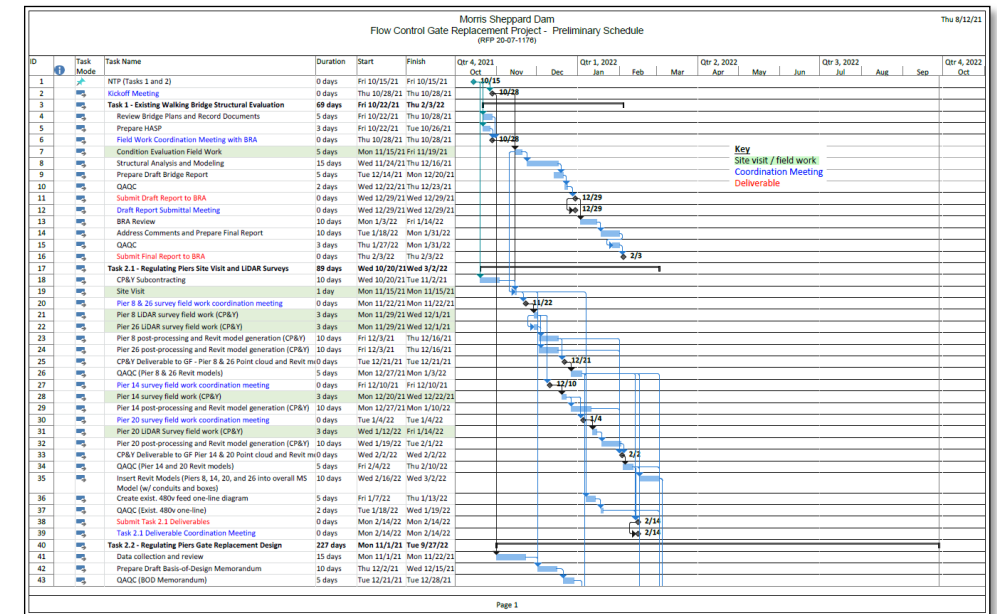 Morris Sheppard Dam
Flow Control Gate Replacement Project - Preliminary Schedule
(RFP 20-07-1176)
Thu 8/12/21
ID Task Mode Task Name Duration Start Finish
Qtr 4, 2021 Qtr 1, 2022 Qtr 2, 2022 Qtr 3, 2022 Qtr 4, 2022
Oct Nov Dec Jan Feb Mar Apr May Jun Jul Aug Sep Oct
1 NTP (Tasks 1 and 2) 0 days Fri 10/15/21 Fri 10/15/21 10/15
2 Kickoff Meeting 0 days Thu 10/28/21 Thu 10/28/21 10/28
3 Task 1 - Existing Walking Bridge Structural Evaluation 69 days Fri 10/22/21 Thu 2/3/22
4 Review Bridge Plans and Record Documents 5 days Fri 10/22/21 Thu 10/28/21
5 Prepare HASP 3 days Fri 10/22/21 Tue 10/26/21
6 Field Work Coordination Meeting with BRA 0 days Thu 10/28/21 Thu 10/28/21 10/28
7 Condition Evaluation Field Work 5 days Mon 11/15/21 Fri 11/19/21
8 Structural Analysis and Modeling 15 days Wed 11/24/21 Thu 12/16/21
9 Prepare Draft Bridge Report 5 days Tue 12/14/21 Mon 12/20/21
10 QAQC 2 days Wed 12/22/21 Thu 12/23/21
11 Submit Draft Report to BRA 0 days Wed 12/29/21 Wed 12/29/21 12/29
12 Draft Report Submittal Meeting 0 days Wed 12/29/21 Wed 12/29/21 12/29
13 BRA Review 10 days Mon 1/3/22 Fri 1/14/22
14 Address Comments and Prepare Final Report 10 days Tue 1/18/22 Mon 1/31/22
15 QAQC 3 days Thu 1/27/22 Mon 1/31/22
16 Submit Final Report to BRA 0 days Thu 2/3/22 Thu 2/3/22 2/3
17 Task 2.1 - Regulating Piers Site Visit and LiDAR Surveys 89 days Wed 10/20/21 Wed 3/2/22
18 CP&Y Subcontracting 10 days Wed 10/20/21 Tue 11/2/21
19 Site Visit 1 day Mon 11/15/21 Mon 11/15/21
20 Pier 8 & 26 survey field work coordination meeting 0 days Mon 11/22/21 Mon 11/22/21 11/22
21 Pier 8 LiDAR survey field work (CP&Y) 3 days Mon 11/29/21 Wed 12/1/21
22 Pier 26 LiDAR survey field work (CP&Y) 3 days Mon 11/29/21 Wed 12/1/21
23 Pier 8 post-processing and Revit model generation (CP&Y) 10 days Fri 12/3/21 Thu 12/16/21
24 Pier 26 post-processing and Revit model generation (CP&Y) 10 days Fri 12/3/21 Thu 12/16/21
25 CP&Y Deliverable to GF - Pier 8 & 26 Point cloud and Revit m 0 days Tue 12/21/21 Tue 12/21/21 12/21
26 QAQC (Pier 8 & 26 Revit models) 5 days Mon 12/27/21 Mon 1/3/22
27 Pier 14 survey field work coordination meeting 0 days Fri 12/10/21 Fri 12/10/21 12/10
28 Pier 14 survey field work (CP&Y) 3 days Mon 12/20/21 Wed 12/22/21
29 Pier 14 post-processing and Revit model generation (CP&Y) 10 days Mon 12/27/21 Mon 1/10/22
30 Pier 20 survey field work coordination meeting 0 days Tue 1/4/22 Tue 1/4/22 1/4
31 Pier 20 LiDAR survey field work (CP&Y) 3 days Wed 1/12/22 Fri 1/14/22
32 Pier 20 post-processing and Revit model generation (CP&Y) 10 days Wed 1/19/22 Tue 2/1/22
33 CP&Y Deliverable to GF Pier 14 & 20 Point cloud and Revit m 0 days Wed 2/2/22 Wed 2/2/22 2/2
34 QAQC (Pier 14 and 20 Revit models) 5 days Fri 2/4/22 Thu 2/10/22
35 Insert Revit Models (Piers 8, 14, 20, and 26 into overall MS 10 days Wed 2/16/22 Wed 3/2/22
Model (w/ conduits and boxes)
36 Create exist. 480v feed one-line diagram 5 days Fri 1/7/22 Thu 1/13/22
37 QAQC (Exist. 480v one-line) 2 days Tue 1/18/22 Wed 1/19/22
38 Submit Task 2.1 Deliverables 0 days Mon 2/14/22 Mon 2/14/22 2/14
39 Task 2.1 Deliverable Coordination Meeting 0 days Mon 2/14/22 Mon 2/14/22 2/14
40 Task 2.2 - Regulating Piers Gate Replacement Design 227 days Mon 11/1/21 Tue 9/27/22
41 Data collection and review 15 days Mon 11/1/21 Mon 11/22/21
42 Prepare Draft Basis-of-Design Memorandum 10 days Thu 12/2/21 Wed 12/15/21
43 QAQC (BOD Memorandum) 5 days Tue 12/21/21 Tue 12/28/21
Key
Site visit / field work
Coordination Meeting
Deliverable
Page 1